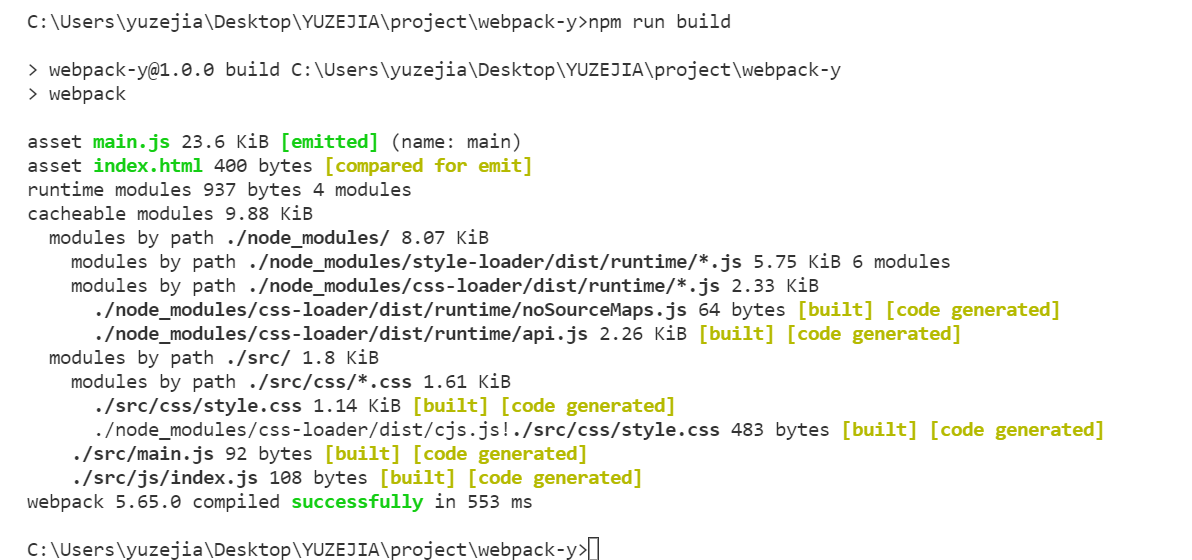 C:\Users\yuzejia\Desktop\YUZEJIA\project\webpack-y>npm run build
> webpack-y@1.0.0 build C:\Users\yuzejia\Desktop\YUZEJIA\project\webpack-y
> webpack
asset main.js 23.6 KiB [emitted] (name: main)
asset index.html 400 bytes [compared for emit]
runtime modules 937 bytes 4 modules
cacheable modules 9.88 KiB
  modules by path ./node_modules/ 8.07 KiB
    modules by path ./node_modules/style-loader/dist/runtime/*.js 5.75 KiB 6 modules
    modules by path ./node_modules/css-loader/dist/runtime/*.js 2.33 KiB
      ./node_modules/css-loader/dist/runtime/noSourceMaps.js 64 bytes [built] [code generated]
      ./node_modules/css-loader/dist/runtime/api.js 2.26 KiB [built] [code generated]
  modules by path ./src/ 1.8 KiB
    modules by path ./src/css/*.css 1.61 KiB
      ./src/css/style.css 1.14 KiB [built] [code generated]
      ./node_modules/css-loader/dist/cjs.js!./src/css/style.css 483 bytes [built] [code generated]
    ./src/main.js 92 bytes [built] [code generated]
    ./src/js/index.js 108 bytes [built] [code generated]
webpack 5.65.0 compiled successfully in 553 ms
C:\Users\yuzejia\Desktop\YUZEJIA\project\webpack-y>